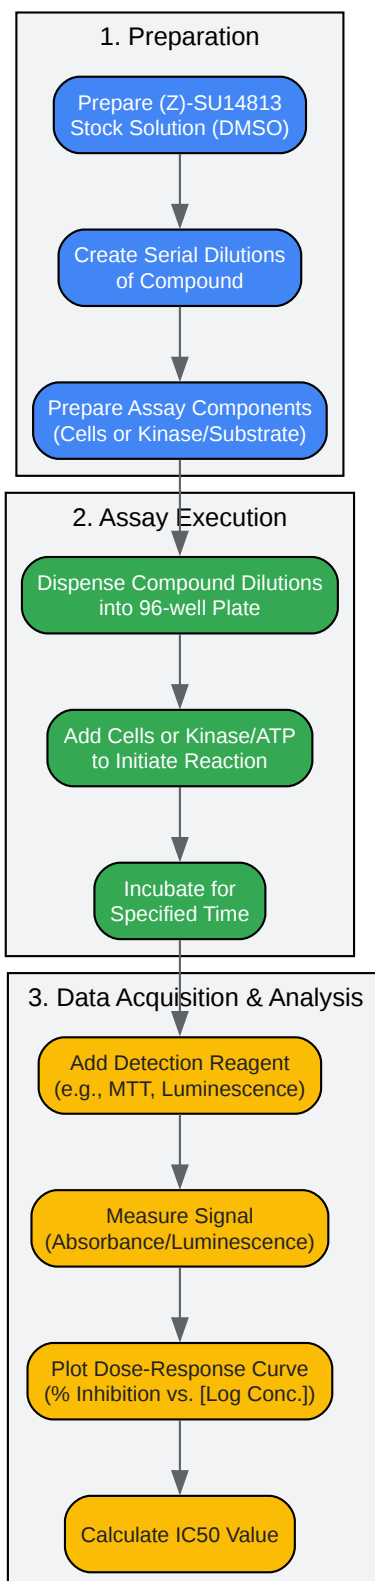 1. Preparation
Prepare (Z)-SU14813
Stock Solution (DMSO)
Create Serial Dilutions
of Compound
Prepare Assay Components
(Cells or Kinase/Substrate)
2. Assay Execution
Dispense Compound Dilutions
into 96-well Plate
Add Cells or Kinase/ATP
to Initiate Reaction
Incubate for
Specified Time
3. Data Acquisition & Analysis
Add Detection Reagent
(e.g., MTT, Luminescence)
Measure Signal
(Absorbance/Luminescence)
Plot Dose-Response Curve
(% Inhibition vs. [Log Conc.])
Calculate IC50 Value